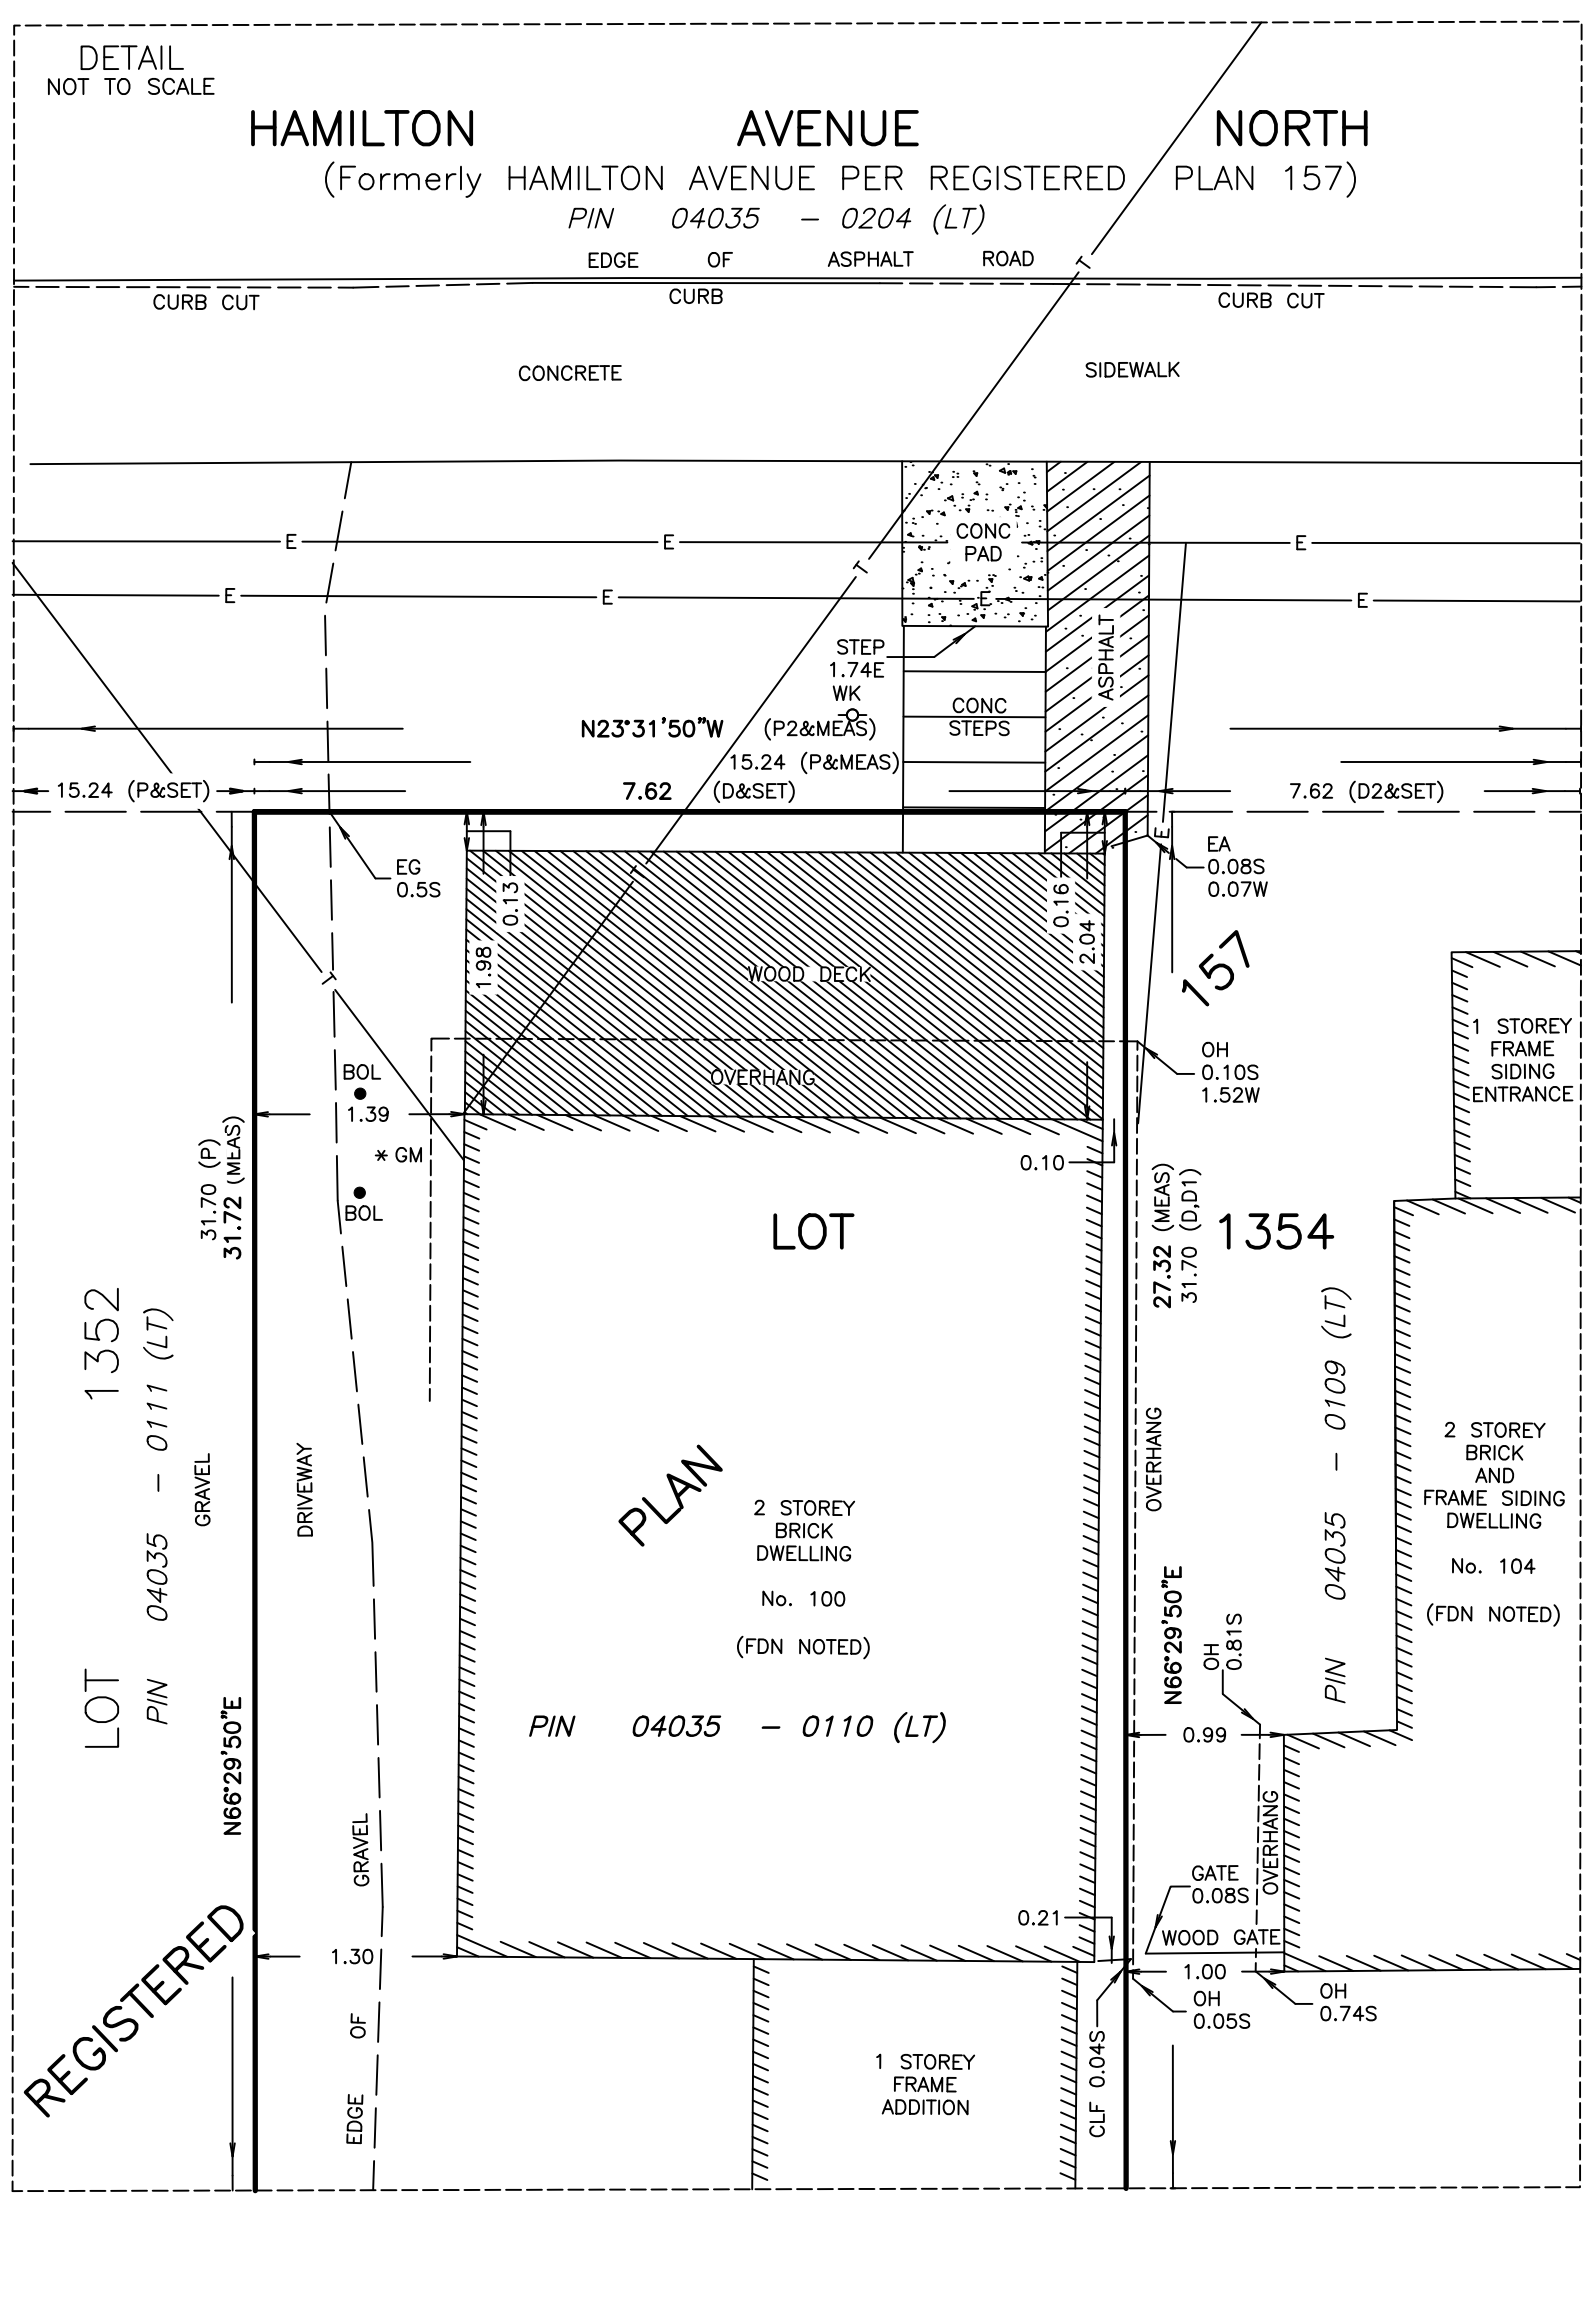 DETAIL
NOT TO SCALE
HAMILTON AVENUE NORTH
(Formerly HAMILTON AVENUE PER REGISTERED PLAN 157)
PIN 04035 - 0204 (LT)
EDGE OF ASPHALT ROAD
CURB CUT
CURB
CURB CUT
CONCRETE
SIDEWALK
T
CONC
PAD
E
E
E
T
E
E
E
E
STEP
1.74E
WK
ASPHALT
CONC
STEPS
N23°31'50"W (P2&MEAS)
15.24 (P&MEAS)
15.24 (P&SET)
7.62 (D&SET)
7.62 (D2&SET)
E
EG
0.5S
EA
0.08S
0.07W
T
0.13
1.98
0.16
2.04
WOOD DECK
157
T
1 STOREY
FRAME
SIDING
ENTRANCE
OH
0.10S
1.52W
OVERHANG
BOL
1.39
* GM
BOL
0.10
31.70 (P)
31.72 (MEAS)
LOT
1354
27.32 (MEAS)
31.70 (D,D1)
LOT 1352
PIN 04035 - 0111 (LT)
GRAVEL
DRIVEWAY
PLAN
2 STOREY
BRICK
DWELLING
No. 100
(FDN NOTED)
OVERHANG
PIN 04035 - 0109 (LT)
2 STOREY
BRICK
AND
FRAME SIDING
DWELLING
No. 104
(FDN NOTED)
N66°29'50"E
OH
0.81S
PIN 04035 - 0110 (LT)
N66°29'50"E
0.99
OVERHANG
GATE
0.08S
WOOD GATE
0.21
1.30
1.00
EDGE OF GRAVEL
REGISTERED
OH
0.05S
OH
0.74S
CLF 0.04S
1 STOREY
FRAME
ADDITION